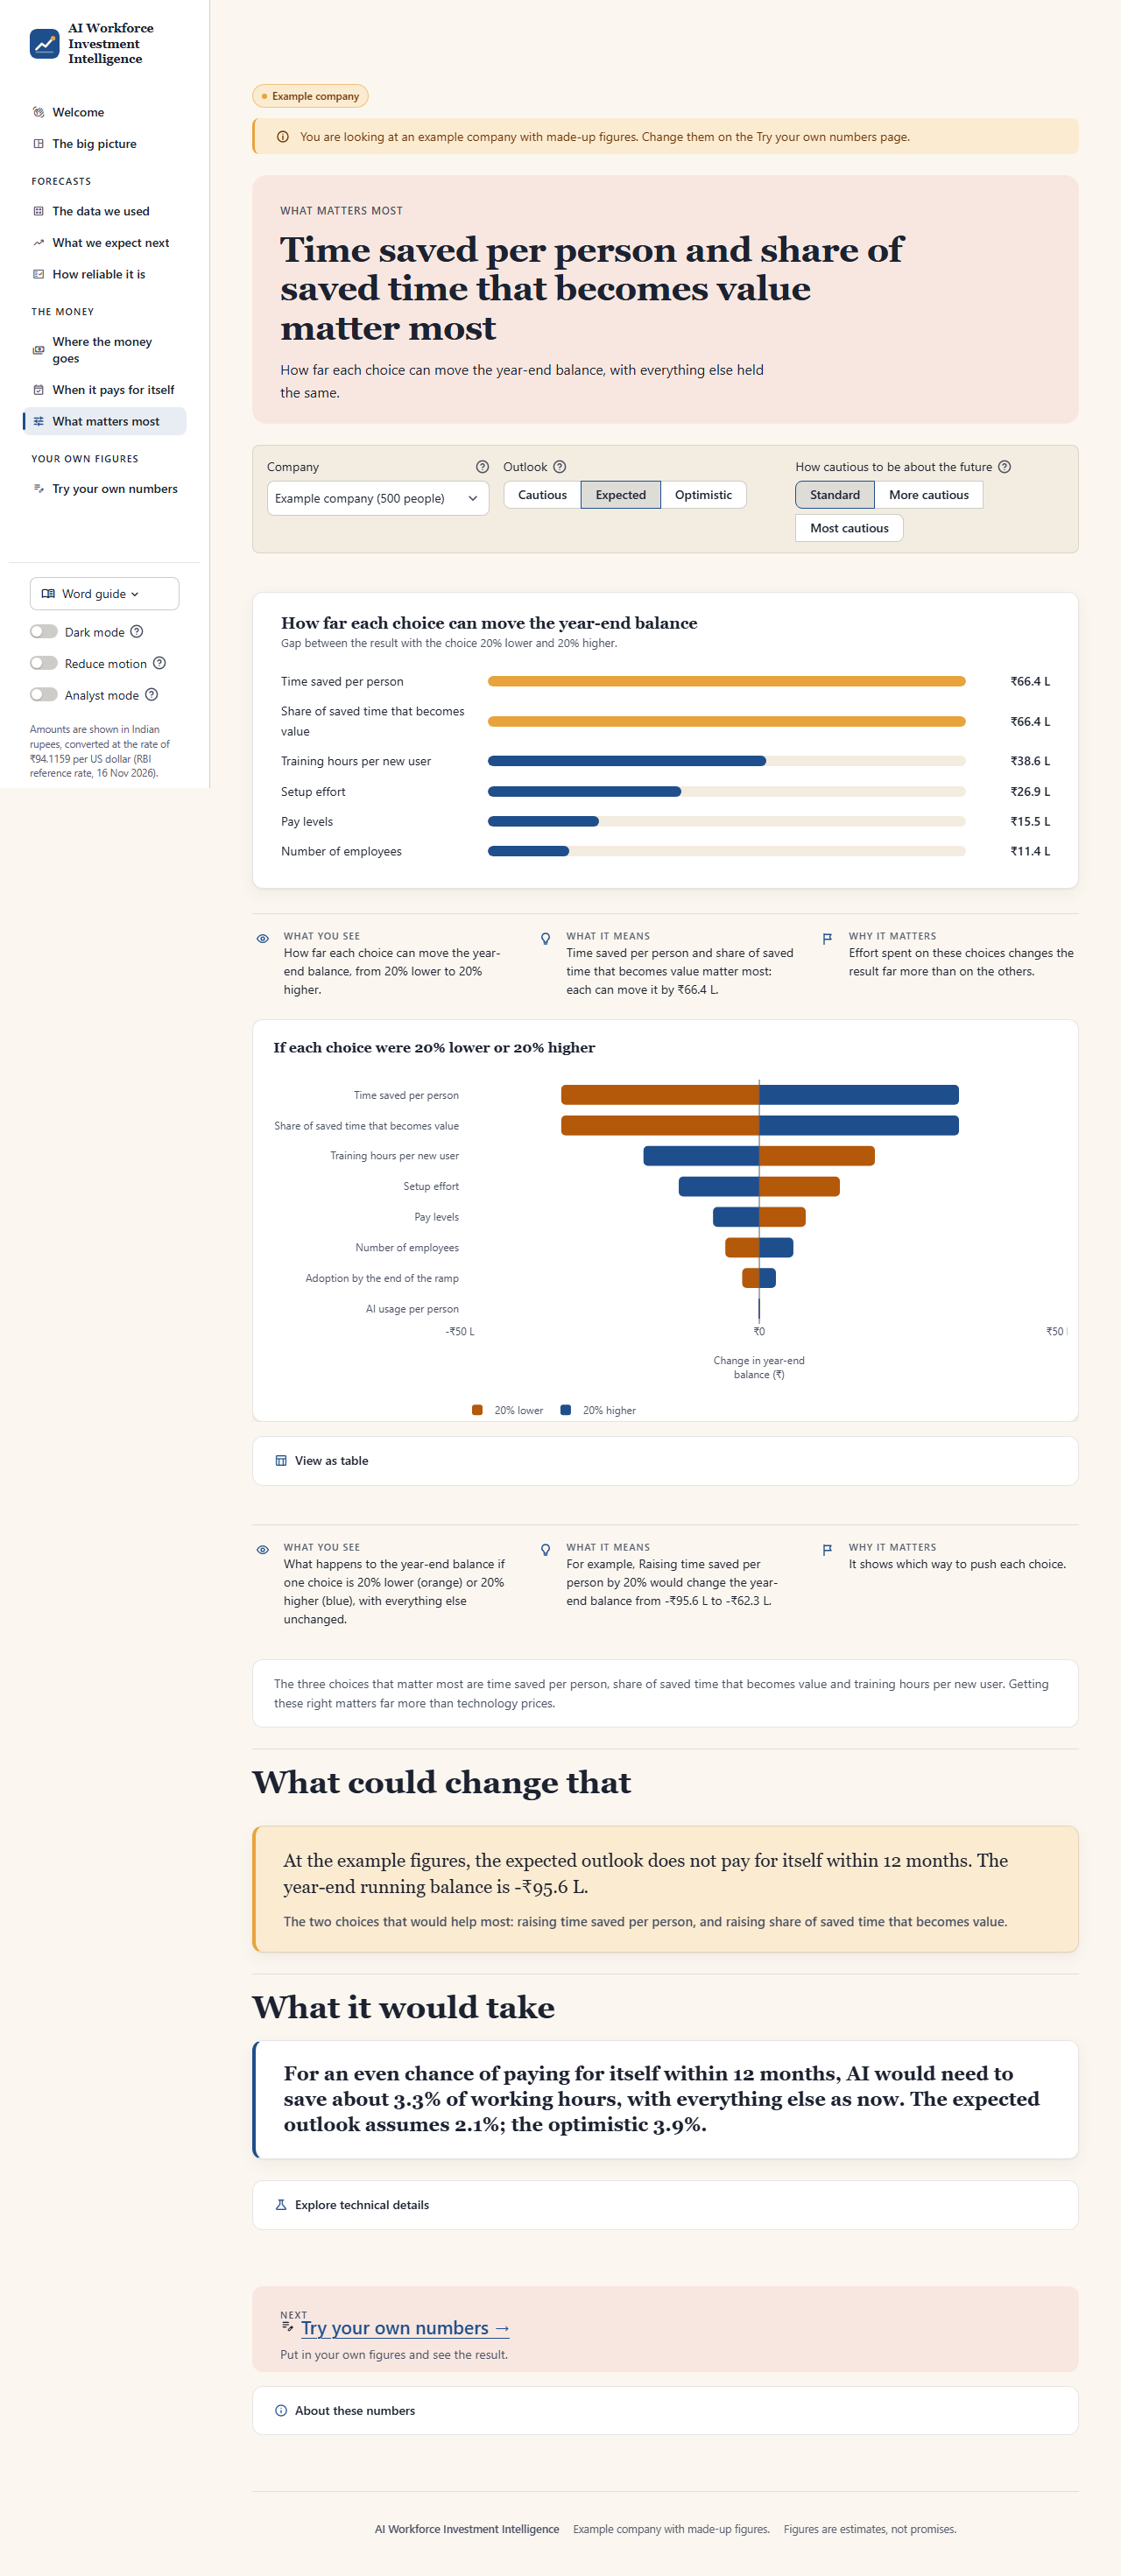 AI Workforce
Investment
Intelligence
Welcome
The big picture
FORECASTS
The data we used
What we expect next
How reliable it is
THE MONEY
Where the money
goes
When it pays for itself
What matters most
YOUR OWN FIGURES
Try your own numbers
Word guide
Dark mode
Reduce motion
Analyst mode
Amounts are shown in Indian
rupees, converted at the rate of
₹94.1159 per US dollar (RBI
reference rate, 16 Nov 2026).
Example company
You are looking at an example company with made-up figures. Change them on the Try your own numbers page.
WHAT MATTERS MOST
Time saved per person and share of
saved time that becomes value
matter most
How far each choice can move the year-end balance, with everything else held
the same.
Company
Example company (500 people)
Outlook
Cautious Expected Optimistic
How cautious to be about the future
Standard More cautious
Most cautious
How far each choice can move the year-end balance
Gap between the result with the choice 20% lower and 20% higher.
Time saved per person ₹66.4 L
Share of saved time that becomes
value ₹66.4 L
Training hours per new user ₹38.6 L
Setup effort ₹26.9 L
Pay levels ₹15.5 L
Number of employees ₹11.4 L
WHAT YOU SEE
How far each choice can move the year-
end balance, from 20% lower to 20%
higher.
WHAT IT MEANS
Time saved per person and share of saved
time that becomes value matter most:
each can move it by ₹66.4 L.
WHY IT MATTERS
Effort spent on these choices changes the
result far more than on the others.
If each choice were 20% lower or 20% higher
Time saved per person
Share of saved time that becomes value
Training hours per new user
Setup effort
Pay levels
Number of employees
Adoption by the end of the ramp
AI usage per person
-₹50 L ₹0 ₹50
Change in year-end
balance (₹)
20% lower 20% higher
View as table
WHAT YOU SEE
What happens to the year-end balance if
one choice is 20% lower (orange) or 20%
higher (blue), with everything else
unchanged.
WHAT IT MEANS
For example, Raising time saved per
person by 20% would change the year-
end balance from -₹95.6 L to -₹62.3 L.
WHY IT MATTERS
It shows which way to push each choice.
The three choices that matter most are time saved per person, share of saved time that becomes value and training hours per new user. Getting
these right matters far more than technology prices.
What could change that
At the example figures, the expected outlook does not pay for itself within 12 months. The
year-end running balance is -₹95.6 L.
The two choices that would help most: raising time saved per person, and raising share of saved time that becomes value.
What it would take
For an even chance of paying for itself within 12 months, AI would need to
save about 3.3% of working hours, with everything else as now. The expected
outlook assumes 2.1%; the optimistic 3.9%.
Explore technical details
NEXT
Try your own numbers →
Put in your own figures and see the result.
About these numbers
AI Workforce Investment Intelligence Example company with made-up figures. Figures are estimates, not promises.